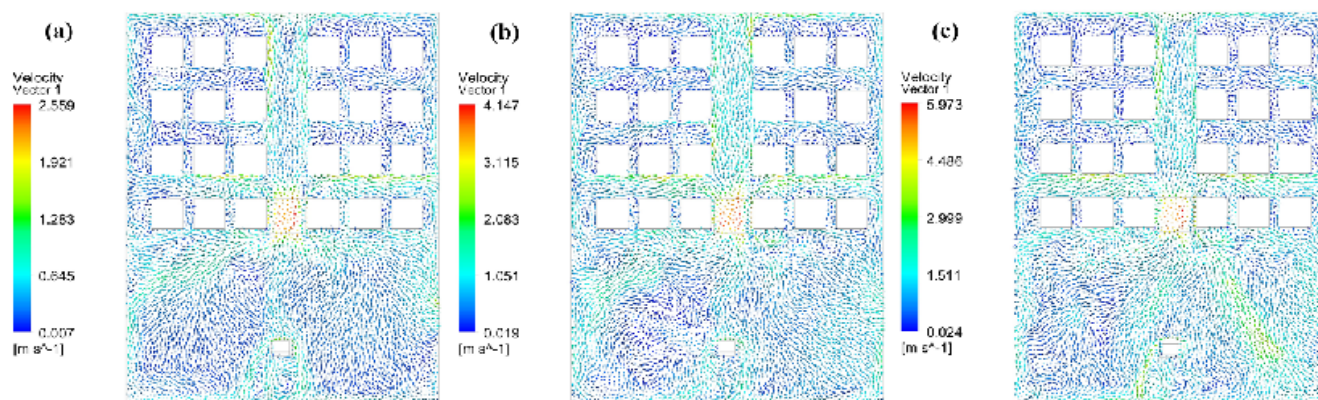 (a)
Velocity
Vector 1
2.559
1.921
1.283
0.645
0.007
[m s^-1]
(b)
Velocity
Vector 1
4.147
3.115
2.083
1.051
0.019
[m s^-1]
(c)
Velocity
Vector 1
5.973
4.486
2.999
1.511
0.024
[m s^-1]